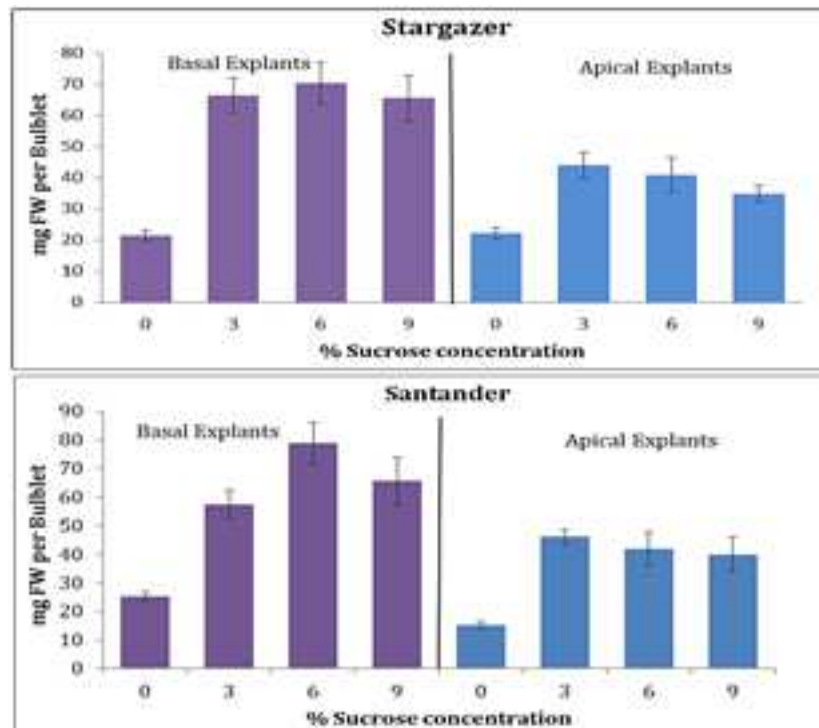 Stargazer
Basal Explants
Apical Explants
mg FW per Bulblet
80
70
60
50
40
30
20
10
0
0 3 6 9 0 3 6 9
% Sucrose concentration
Santander
Basal Explants
Apical Explants
mg FW per Bulblet
90
80
70
60
50
40
30
20
10
0
0 3 6 9 0 3 6 9
% Sucrose concentration